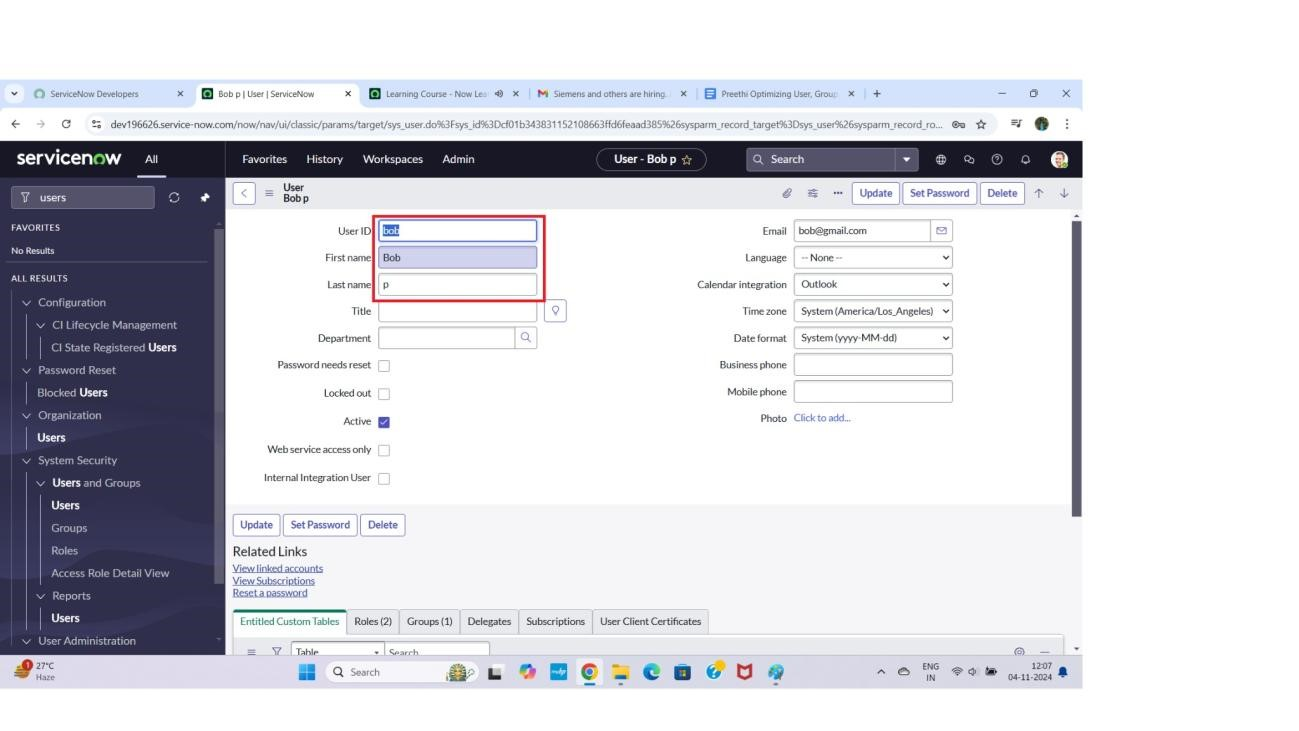 ServiceNow Developers
Bob p | User | ServiceNow
Learning Course - Now Lea
Siemens and others are hiring.
Preethi Optimizing User, Group
dev196626.service-now.com/now/nav/ui/classic/params/target/sys_user.do%3Fsys_id%3Dcf01b343831152108663ffd6feaad385%26sysparm_record_target%3Dsys_user%26sysparm_record_ro...
servicenow All Favorites History Workspaces Admin User - Bob p Search
users
User
Bob p
Update Set Password Delete
FAVORITES
No Results
ALL RESULTS
Configuration
CI Lifecycle Management
CI State Registered Users
Password Reset
Blocked Users
Organization
Users
System Security
Users and Groups
Users
Groups
Roles
Access Role Detail View
Reports
Users
User Administration
User ID bob
First name Bob
Last name p
Title
Department
Password needs reset
Locked out
Active
Web service access only
Internal Integration User
Email bob@gmail.com
Language -- None --
Calendar integration Outlook
Time zone System (America/Los_Angeles)
Date format System (yyyy-MM-dd)
Business phone
Mobile phone
Photo Click to add...
Update Set Password Delete
Related Links
View linked accounts
View Subscriptions
Reset a password
Entitled Custom Tables Roles (2) Groups (1) Delegates Subscriptions User Client Certificates
Table Search
1
27°C
Haze
Search
ENG
IN
12:07
04-11-2024